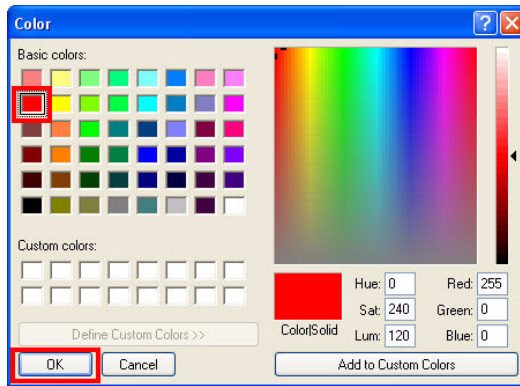 Color
Basic colors:
Custom colors:
Define Custom Colors >>
OK
Cancel
Color|Solid
Hue: 0
Sat: 240
Lum: 120
Red: 255
Green: 0
Blue: 0
Add to Custom Colors